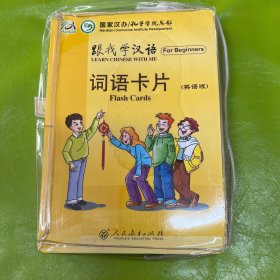 国家汉办/孔子学院总部
Hanban/Confucius Institute Headquarters
跟我学汉语
For Beginners
LEARN CHINESE WITH ME
词语卡片
(英语版)
Flash Cards
人民教育出版社
PEOPLE'S EDUCATION PRESS